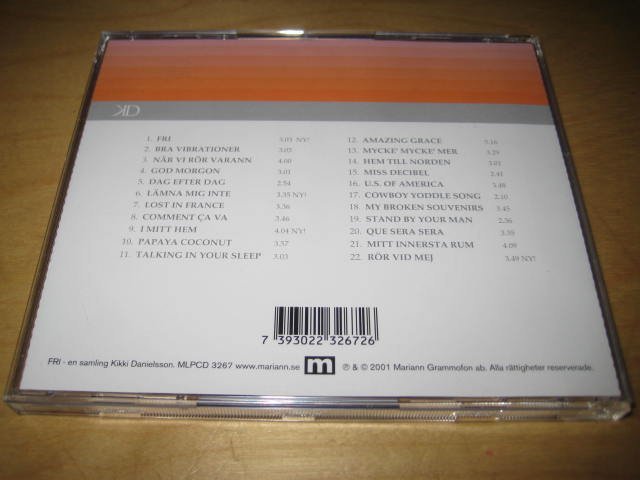 KD
1. FRI 3.03 NY!
2. BRA VIBRATIONER 3.03
3. NÄR VI RÖR VARANN 4.00
4. GOD MORGON 3.01
5. DAG EFTER DAG 2.54
6. LÄMNA MIG INTE 3.35 NY!
7. LOST IN FRANCE 3.36
8. COMMENT ÇA VA 3.46
9. I MITT HEM 4.04 NY!
10. PAPAYA COCONUT 3.37
11. TALKING IN YOUR SLEEP 3.03
12. AMAZING GRACE 3.16
13. MYCKE' MYCKE' MER 3.29
14. HEM TILL NORDEN 3.01
15. MISS DECIBEL 2.41
16. U.S. OF AMERICA 3.48
17. COWBOY YODDLE SONG 2.10
18. MY BROKEN SOUVENIRS 3.45
19. STAND BY YOUR MAN 2.36
20. QUE SERA SERA 3.35
21. MITT INNERSTA RUM 4.09
22. RÖR VID MEJ 3.49 NY!
7 393022 326726
FRI - en samling Kikki Danielsson. MLPCD 3267 www.mariann.se m ℗ & © 2001 Mariann Grammofon ab. Alla rättigheter reserverade.